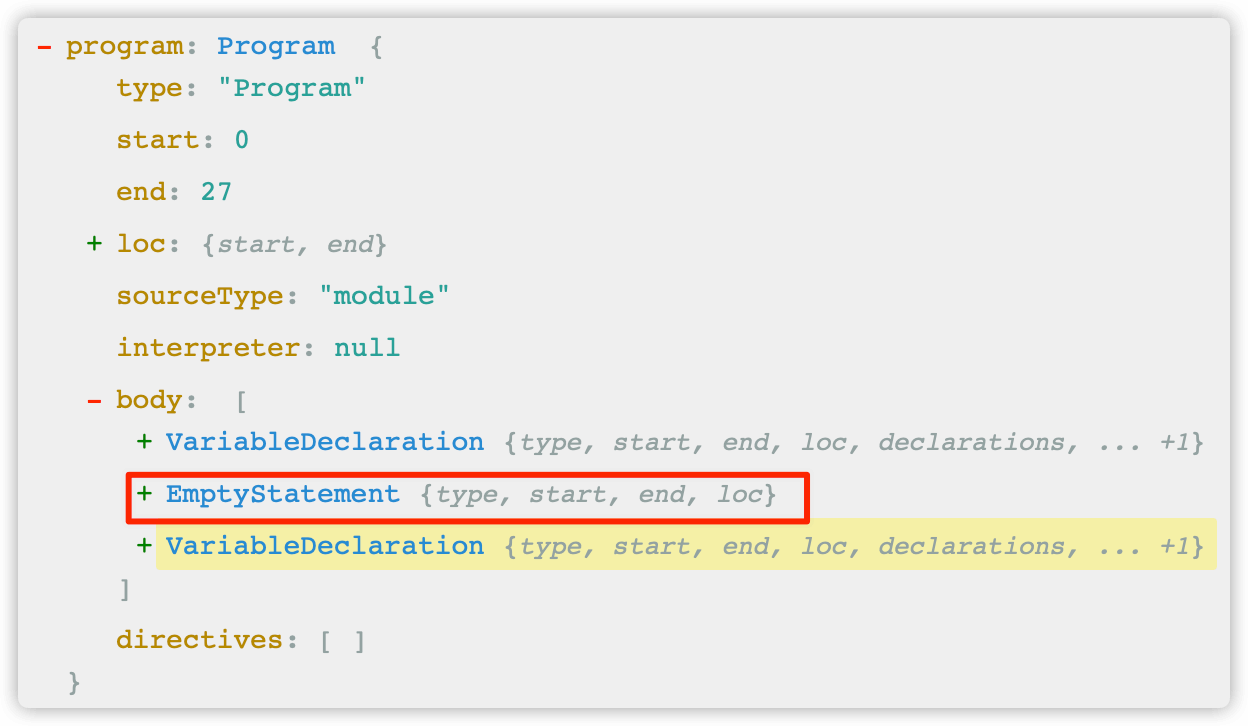 - program: Program {
type: "Program"
start: 0
end: 27
+ loc: {start, end}
sourceType: "module"
interpreter: null
- body: [
+ VariableDeclaration {type, start, end, loc, declarations, ... +1}
+ EmptyStatement {type, start, end, loc}
+ VariableDeclaration {type, start, end, loc, declarations, ... +1}
]
directives: [ ]
}